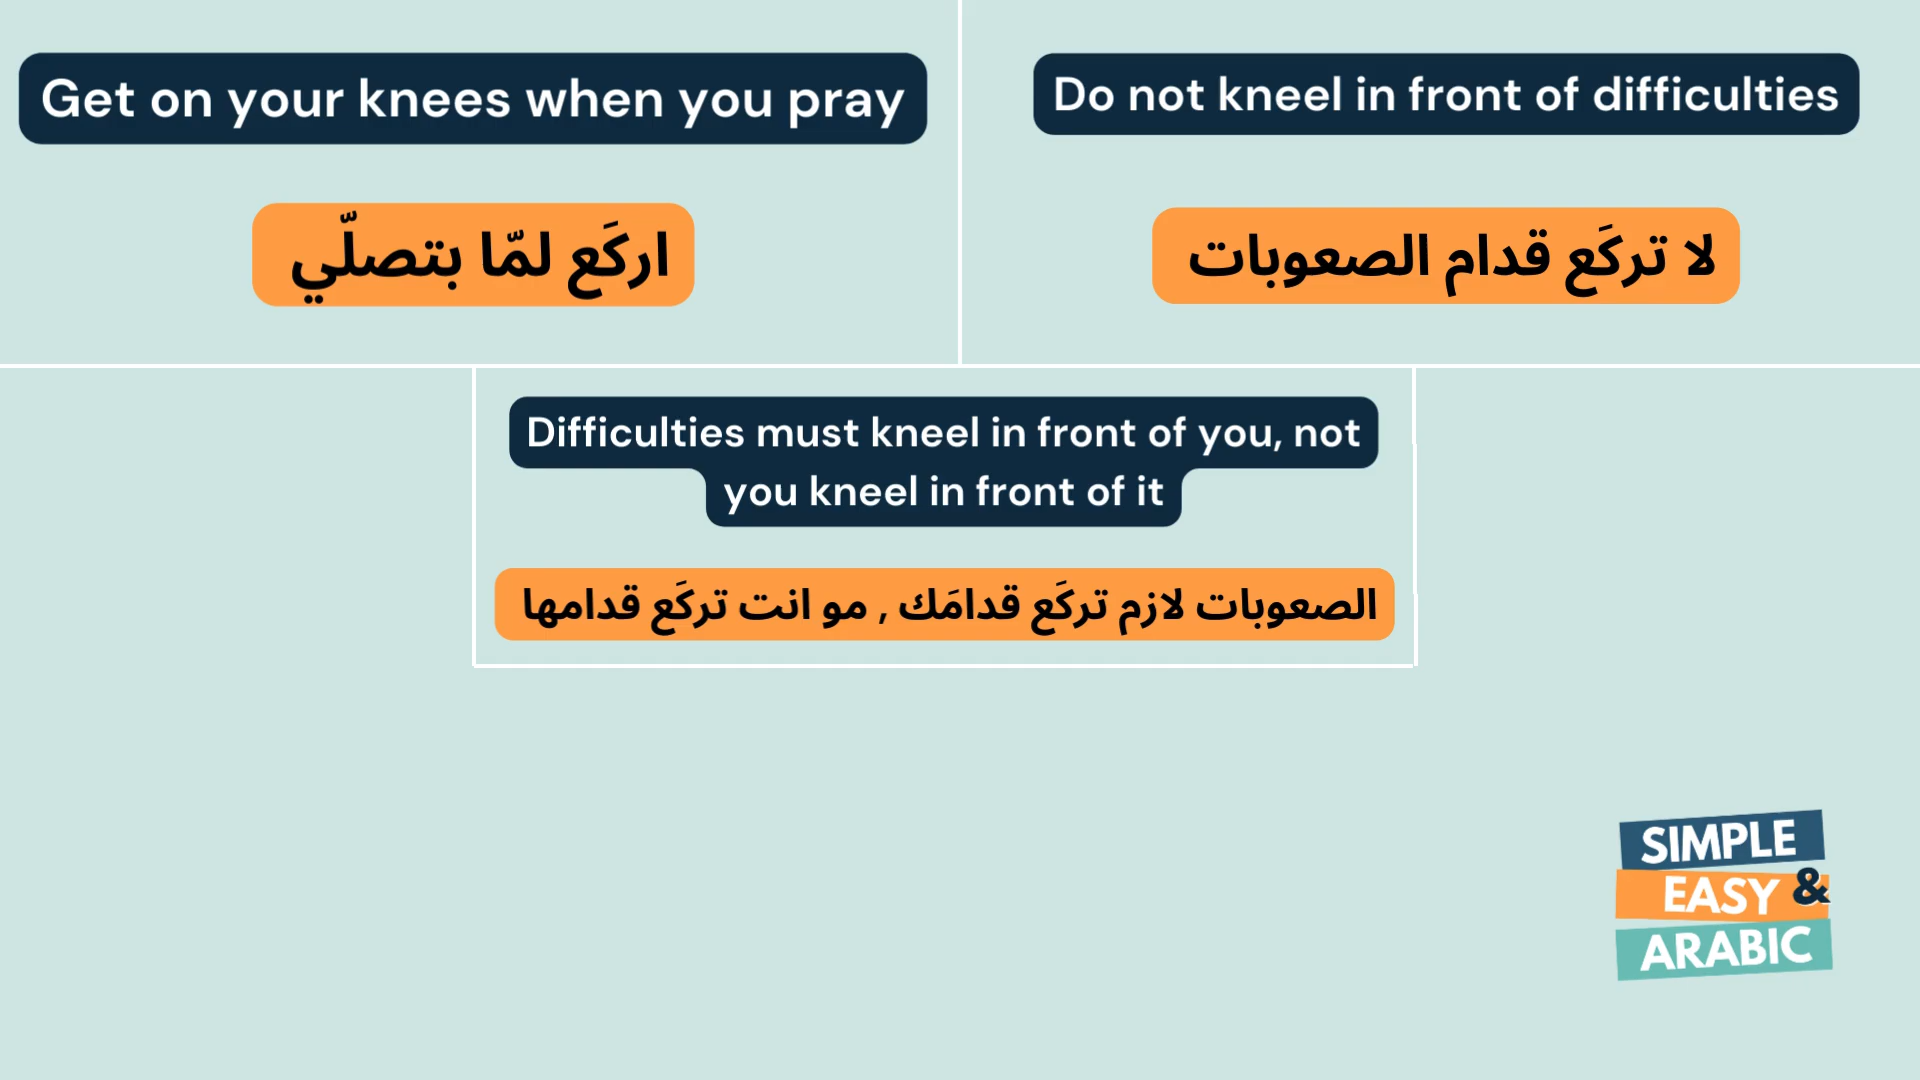 Get on your knees when you pray
اركَع لمّا بتصلّي
Do not kneel in front of difficulties
لا تركَع قدام الصعوبات
Difficulties must kneel in front of you, not
you kneel in front of it
الصعوبات لازم تركَع قدامَك , مو انت تركَع قدامها
SIMPLE
EASY &
ARABIC